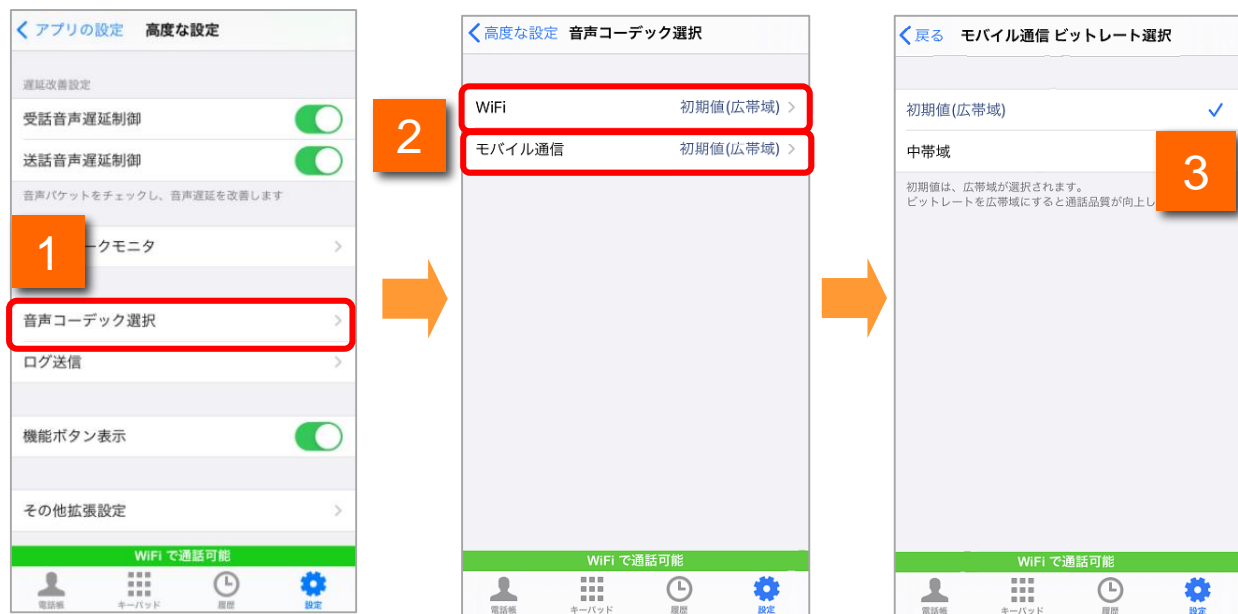 アプリの設定 高度な設定
遅延改善設定
受話音声遅延制御
送話音声遅延制御
音声パケットをチェックし、音声遅延を改善します
1
ークモニタ
音声コーデック選択
ログ送信
機能ボタン表示
その他拡張設定
WiFi で通話可能
電話帳 キーパッド 履歴 設定
高度な設定 音声コーデック選択
2
WiFi 初期値(広帯域)
モバイル通信 初期値(広帯域)
WiFi で通話可能
電話帳 キーパッド 履歴 設定
戻る モバイル通信 ビットレート選択
初期値(広帯域)
中帯域
3
初期値は、広帯域が選択されます。
ビットレートを広帯域にすると通話品質が向上し
WiFi で通話可能
電話帳 キーパッド 履歴 設定